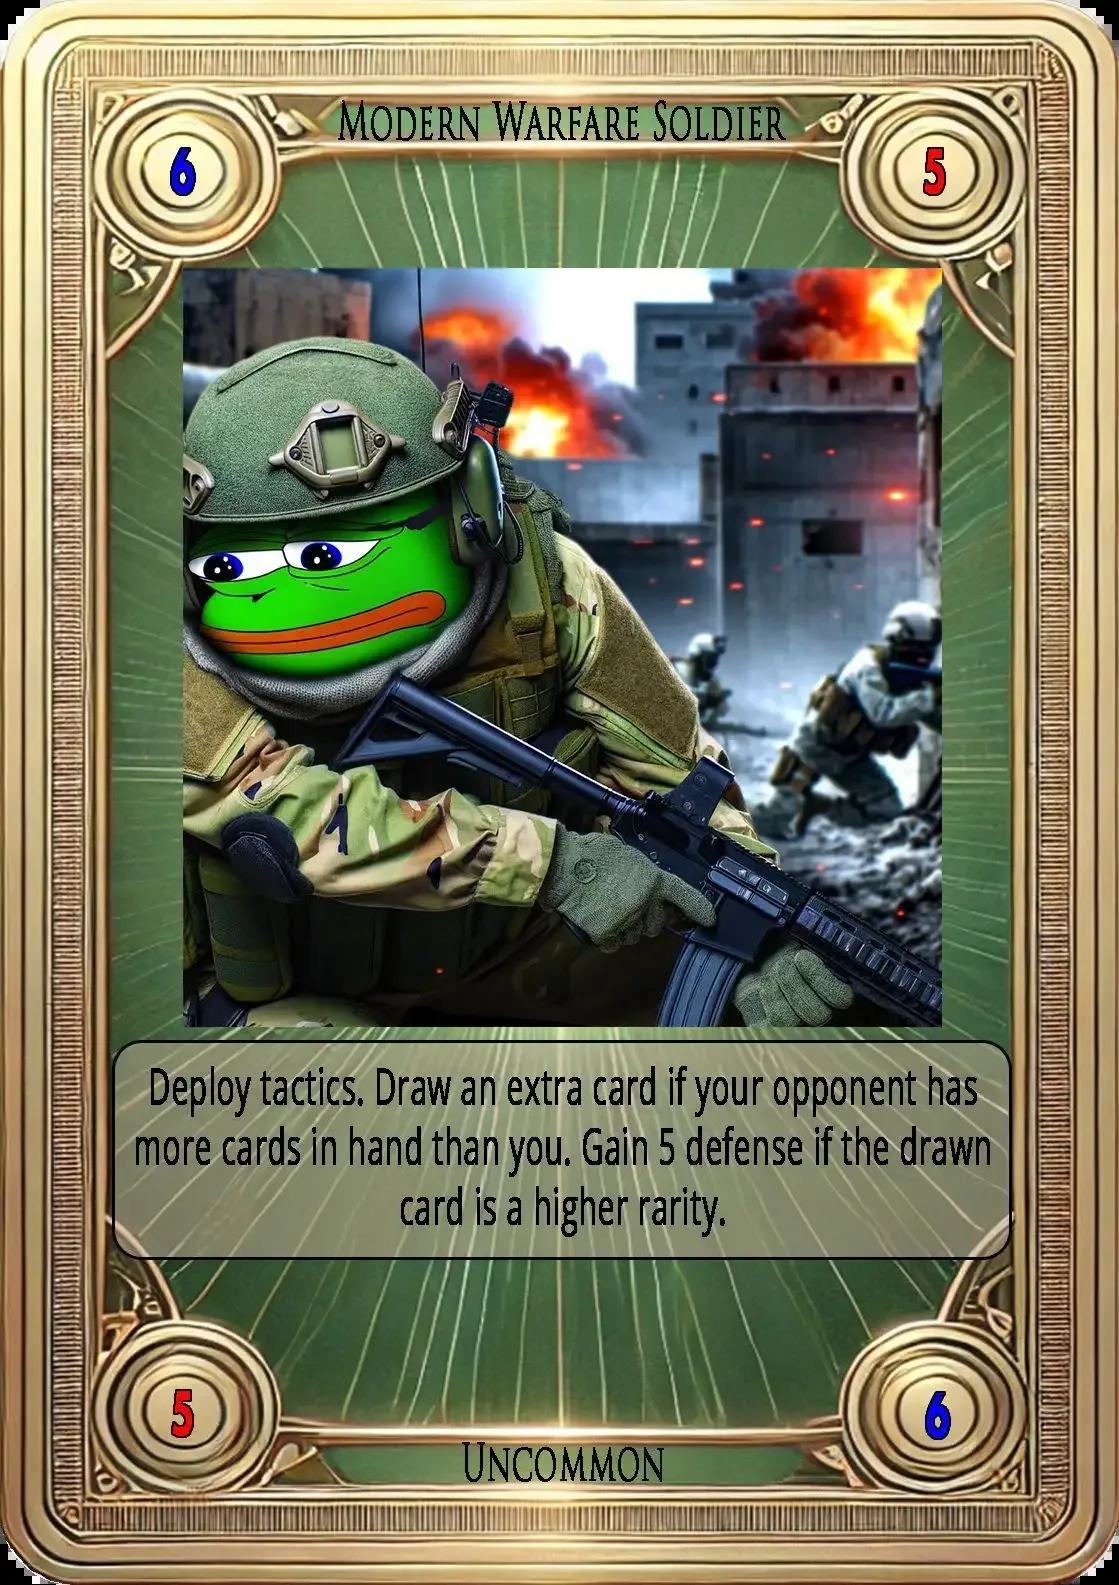 Modern Warfare Soldier
6
5
Deploy tactics. Draw an extra card if your opponent has
more cards in hand than you. Gain 5 defense if the drawn
card is a higher rarity.
5
6
Uncommon